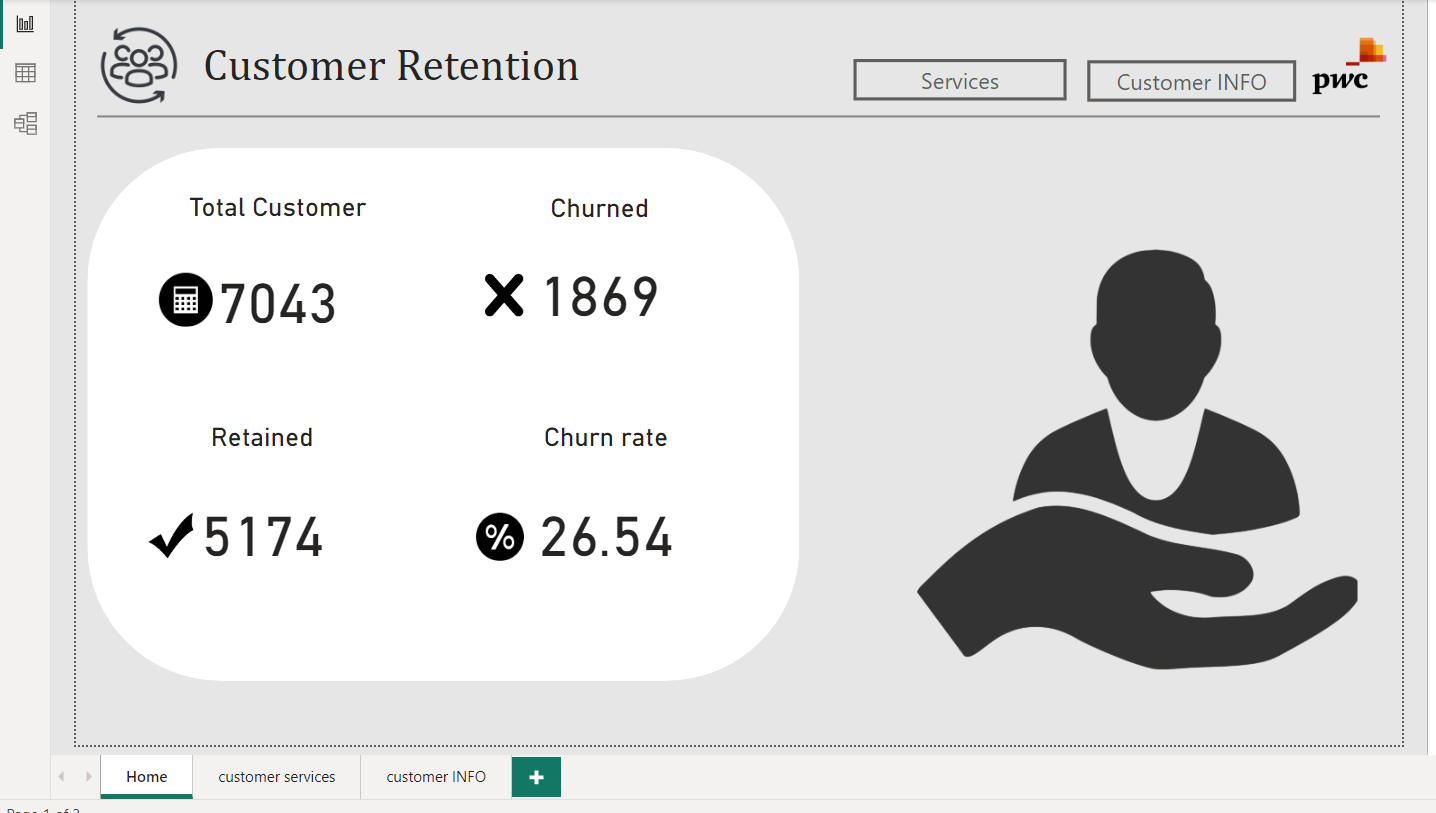 Customer Retention
Services
Customer INFO
pwc
Total Customer
Churned
7043
1869
Retained
Churn rate
5174
% 26.54
Home
customer services
customer INFO
+
Page 1 of